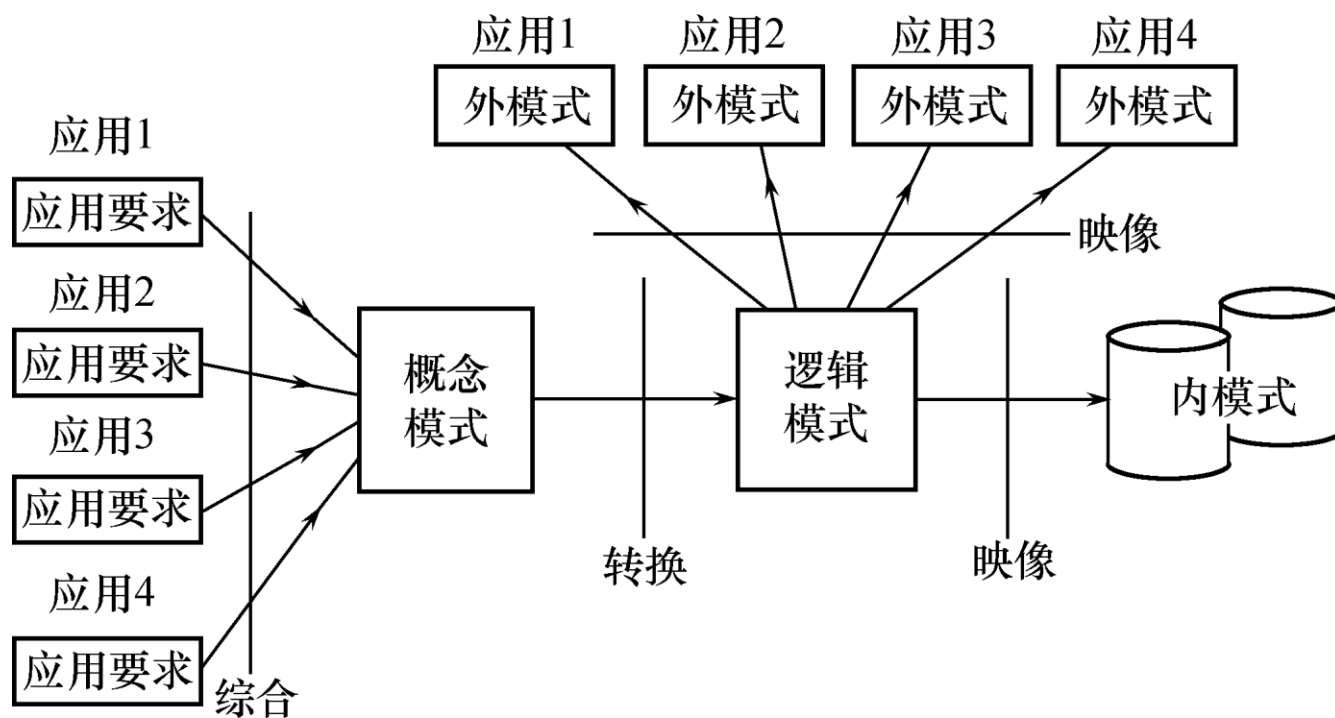 应用1
应用2
应用3
应用4
外模式
外模式
外模式
外模式
映像
应用1
应用要求
应用2
应用要求
应用3
应用要求
应用4
应用要求
综合
概念
模式
转换
逻辑
模式
映像
内模式